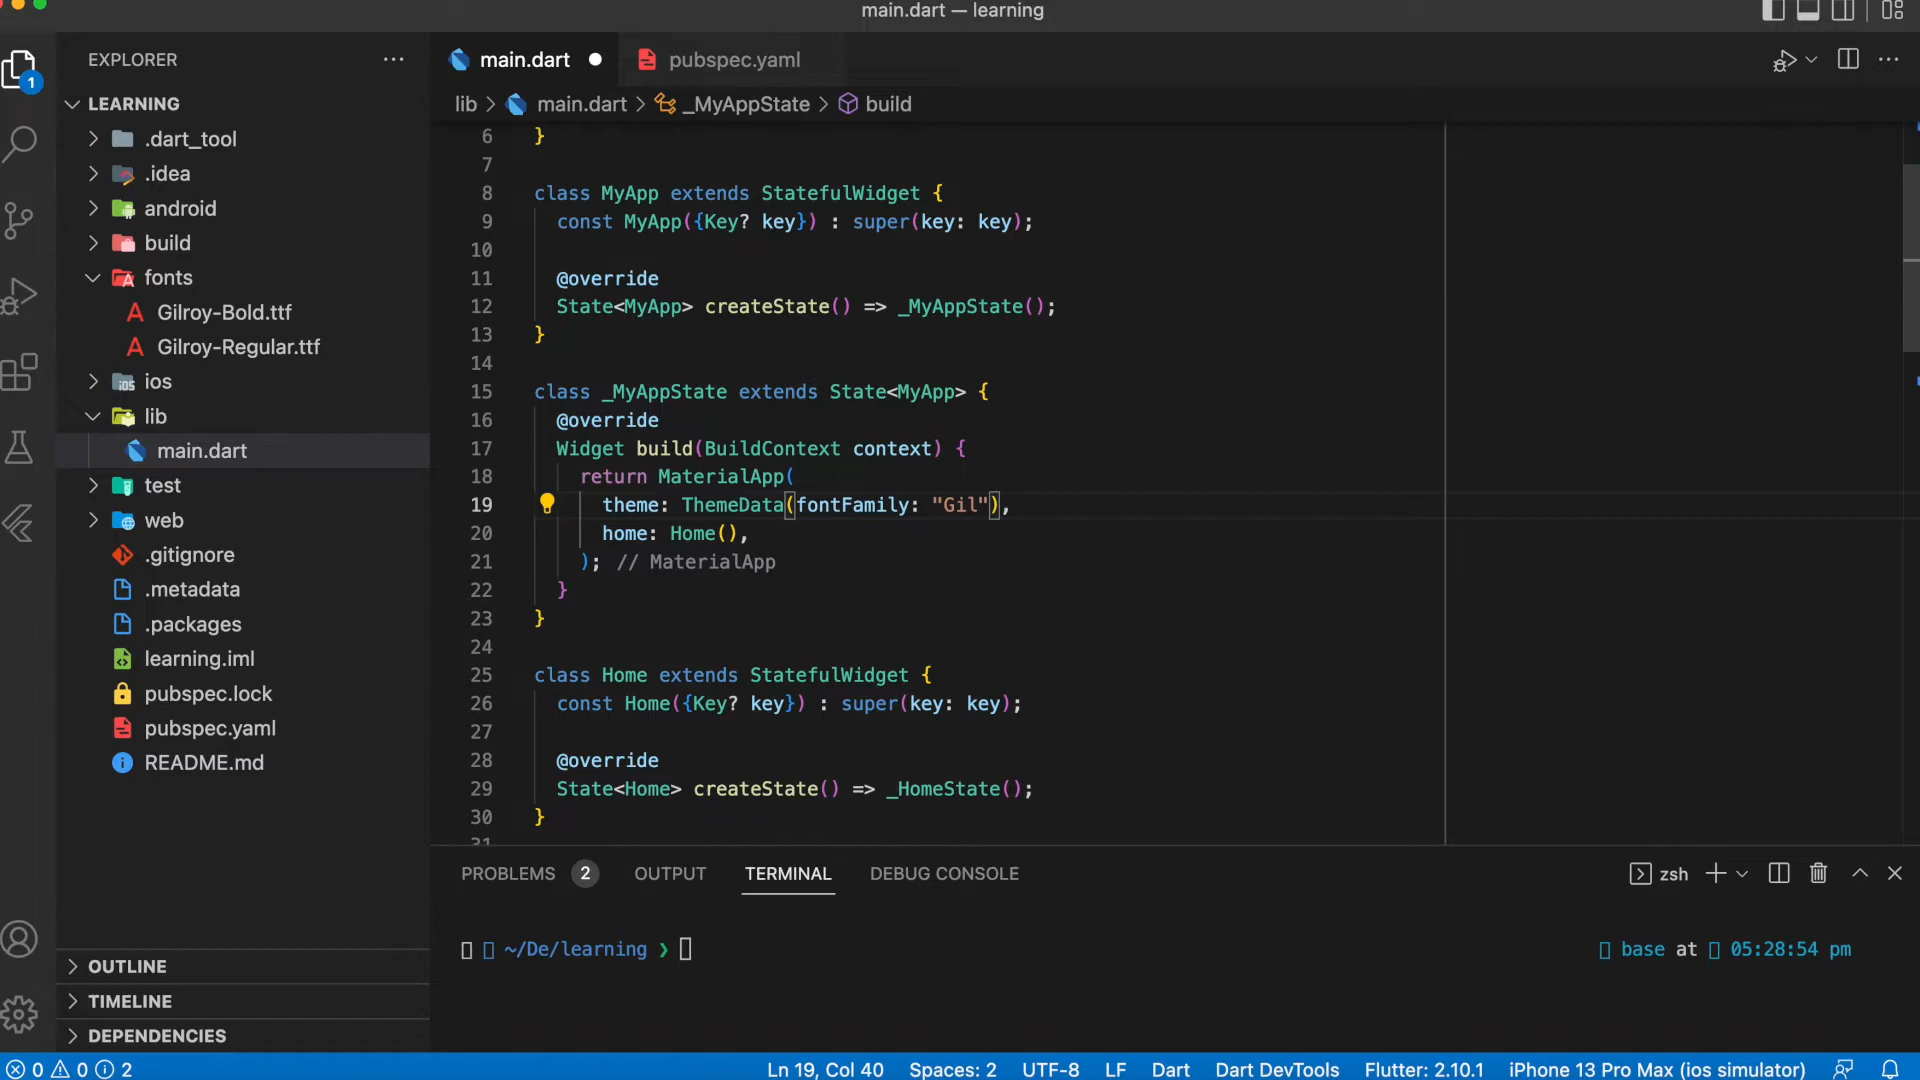 main.dart — learning
EXPLORER
main.dart
pubspec.yaml
1
LEARNING
lib
main.dart
_MyAppState
build
.dart_tool
.idea
android
build
fonts
Gilroy-Bold.ttf
Gilroy-Regular.ttf
ios
lib
main.dart
test
web
.gitignore
.metadata
.packages
learning.iml
pubspec.lock
pubspec.yaml
README.md
OUTLINE
TIMELINE
DEPENDENCIES
6 }
7
8 class MyApp extends StatefulWidget {
9 const MyApp({Key? key}) : super(key: key);
10
11 @override
12 State<MyApp> createState() => _MyAppState();
13 }
14
15 class _MyAppState extends State<MyApp> {
16 @override
17 Widget build(BuildContext context) {
18 return MaterialApp(
19 theme: ThemeData(fontFamily: "Gil"),
20 home: Home(),
21 ); // MaterialApp
22 }
23 }
24
25 class Home extends StatefulWidget {
26 const Home({Key? key}) : super(key: key);
27
28 @override
29 State<Home> createState() => _HomeState();
30 }
31
PROBLEMS 2 OUTPUT TERMINAL DEBUG CONSOLE
zsh
~/De/learning ❯
base at 05:28:54 pm
0 0 2
Ln 19, Col 40 Spaces: 2 UTF-8 LF Dart Dart DevTools Flutter: 2.10.1 iPhone 13 Pro Max (ios simulator)